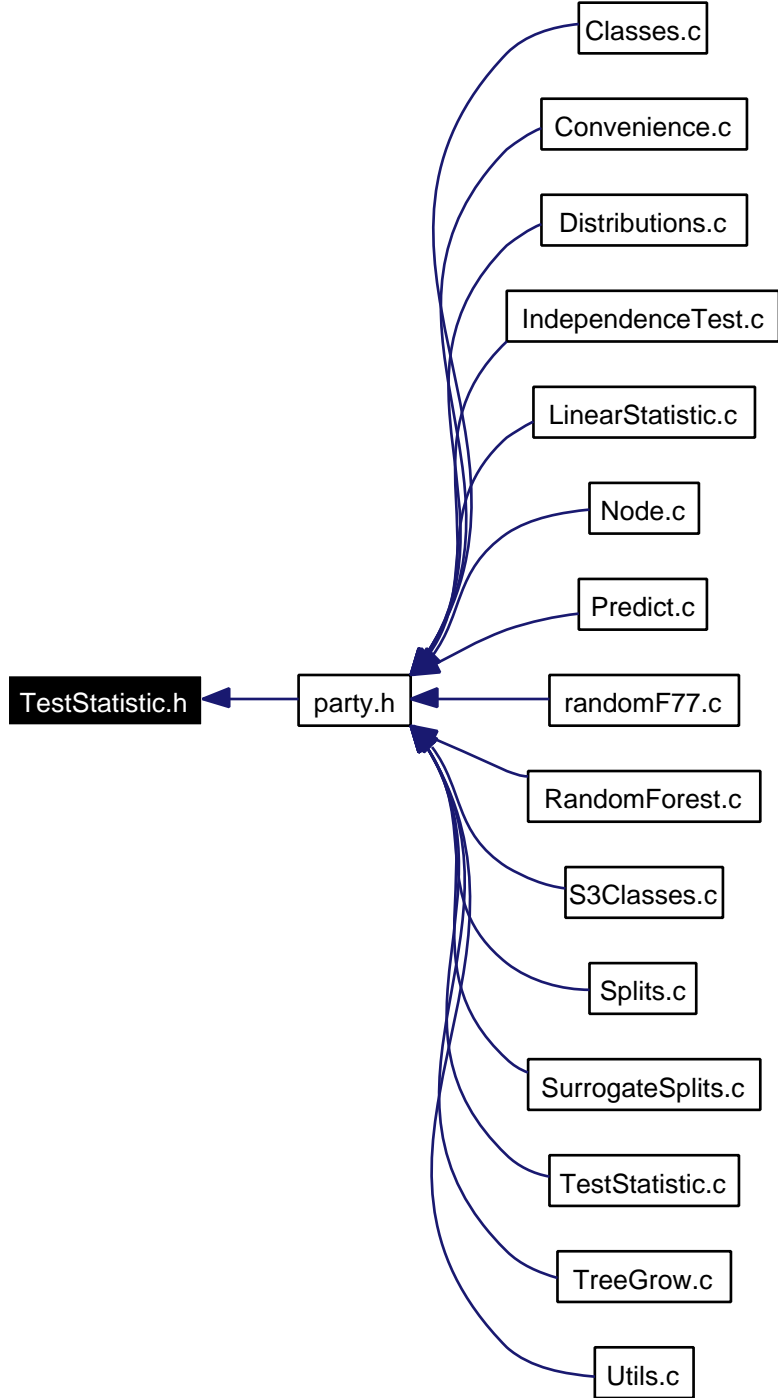 Classes.c
Convenience.c
Distributions.c
IndependenceTest.c
LinearStatistic.c
Node.c
Predict.c
TestStatistic.h
party.h
randomF77.c
RandomForest.c
S3Classes.c
Splits.c
SurrogateSplits.c
TestStatistic.c
TreeGrow.c
Utils.c